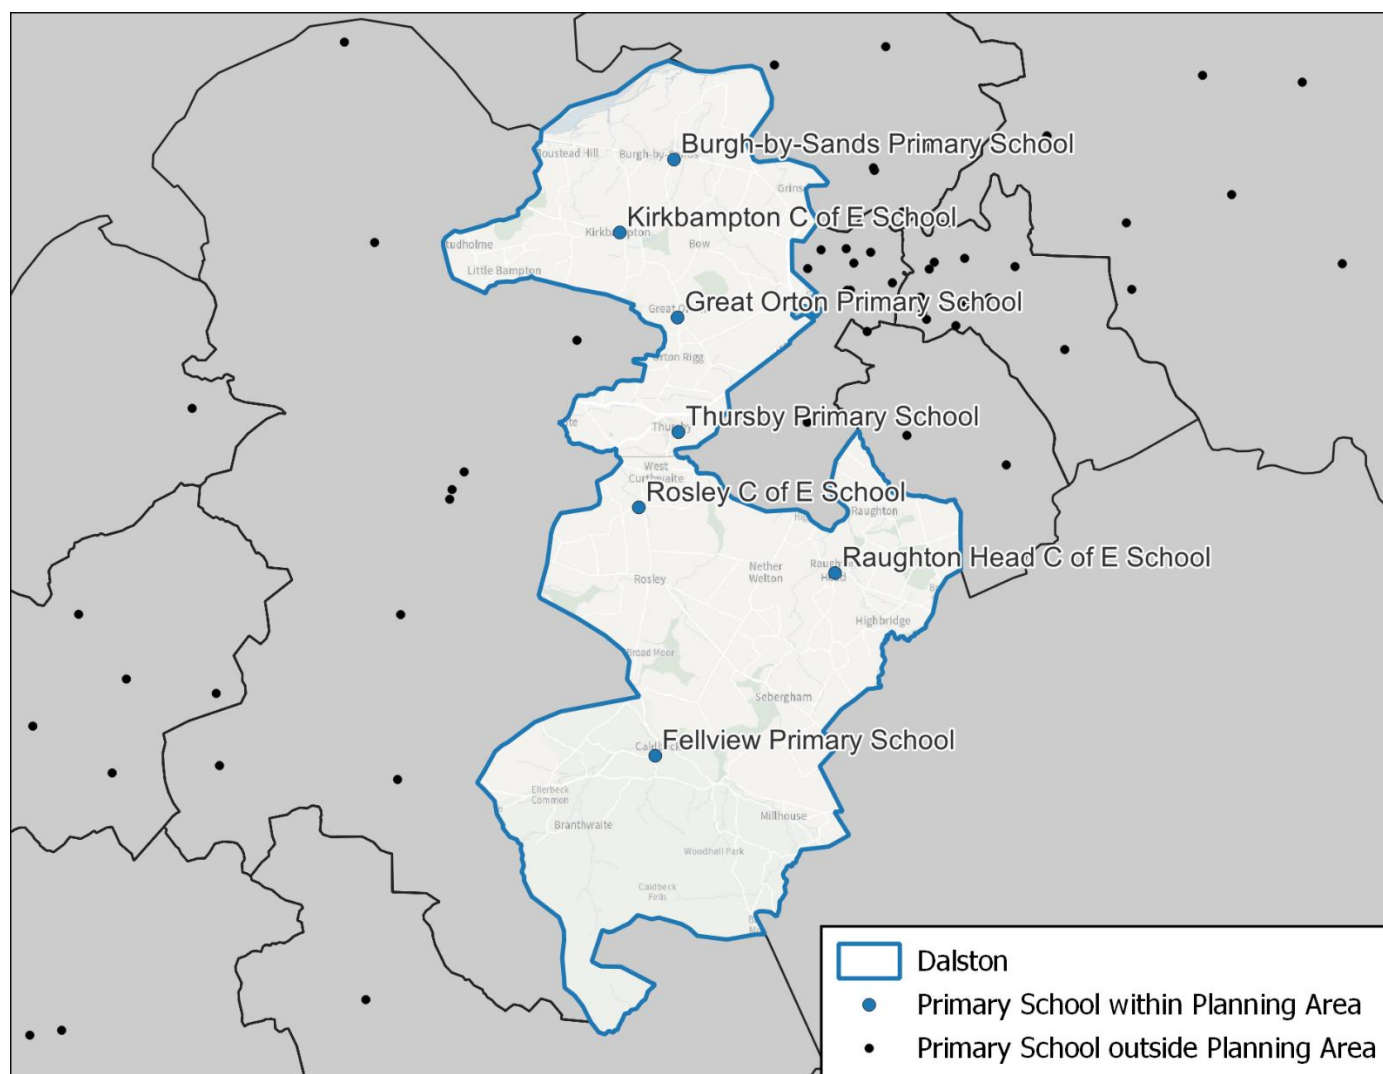 Burgh-by-Sands Primary School
Boustead Hill
Kirkbampton C of E School
Bow
Little Bampton
Great Orton Primary School
Orton Rigg
Thursby Primary School
West
Curthwaite
Rosley C of E School
Raughton
Raughton Head C of E School
Nether
Welton
Rosley
Highbridge
Broad Moor
Sebergham
Fellview Primary School
Ellerbeck
Common
Millhouse
Branthwaite
Woodhall Park
Caldbeck
Fells
Dalston
Primary School within Planning Area
Primary School outside Planning Area